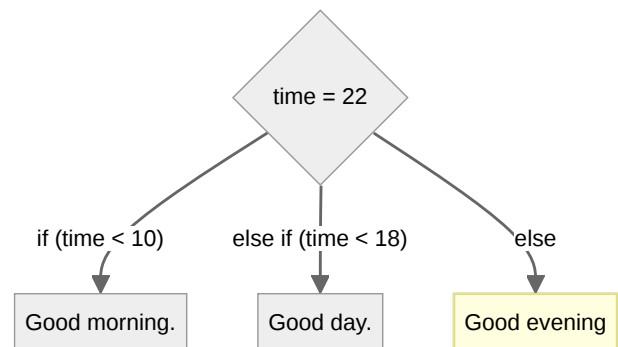 time = 22
if (time < 10)
else if (time < 18)
else
Good morning.
Good day.
Good evening